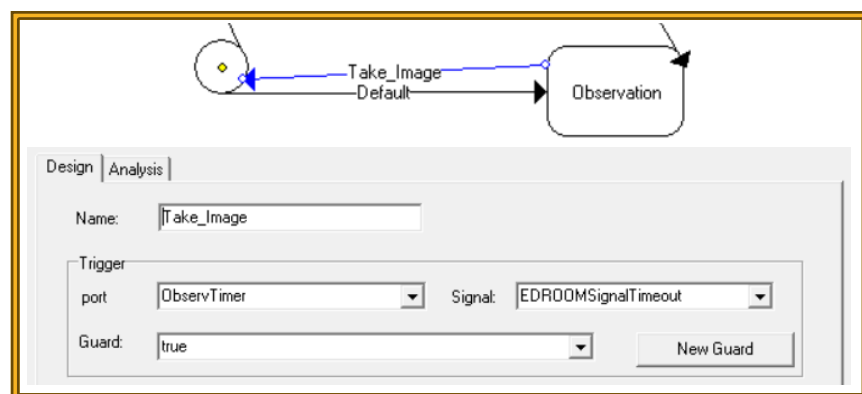 Take_Image
Default
Observation
Design
Analysis
Name:
Take_Image
Trigger
port
ObservTimer
Signal:
EDROOMSignalTimeout
Guard:
true
New Guard